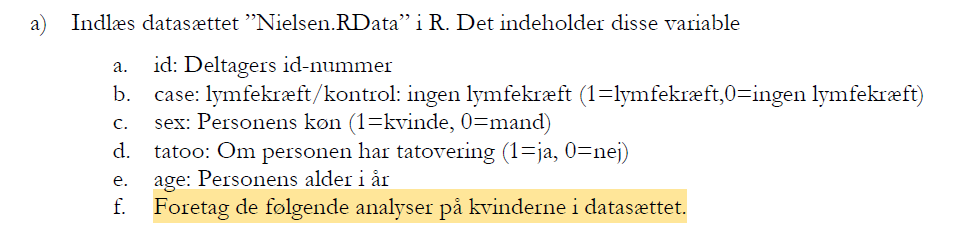 a) Indlæs datasættet ”Nielsen.RData” i R. Det indeholder disse variable
a. id: Deltagers id-nummer
b. case: lymfekræft/kontrol: ingen lymfekræft (1=lymfekræft,0=ingen lymfekræft)
c. sex: Personens køn (1=kvinde, 0=mand)
d. tatoo: Om personen har tatovering (1=ja, 0=nej)
e. age: Personens alder i år
f. Foretag de følgende analyser på kvinderne i datasættet.